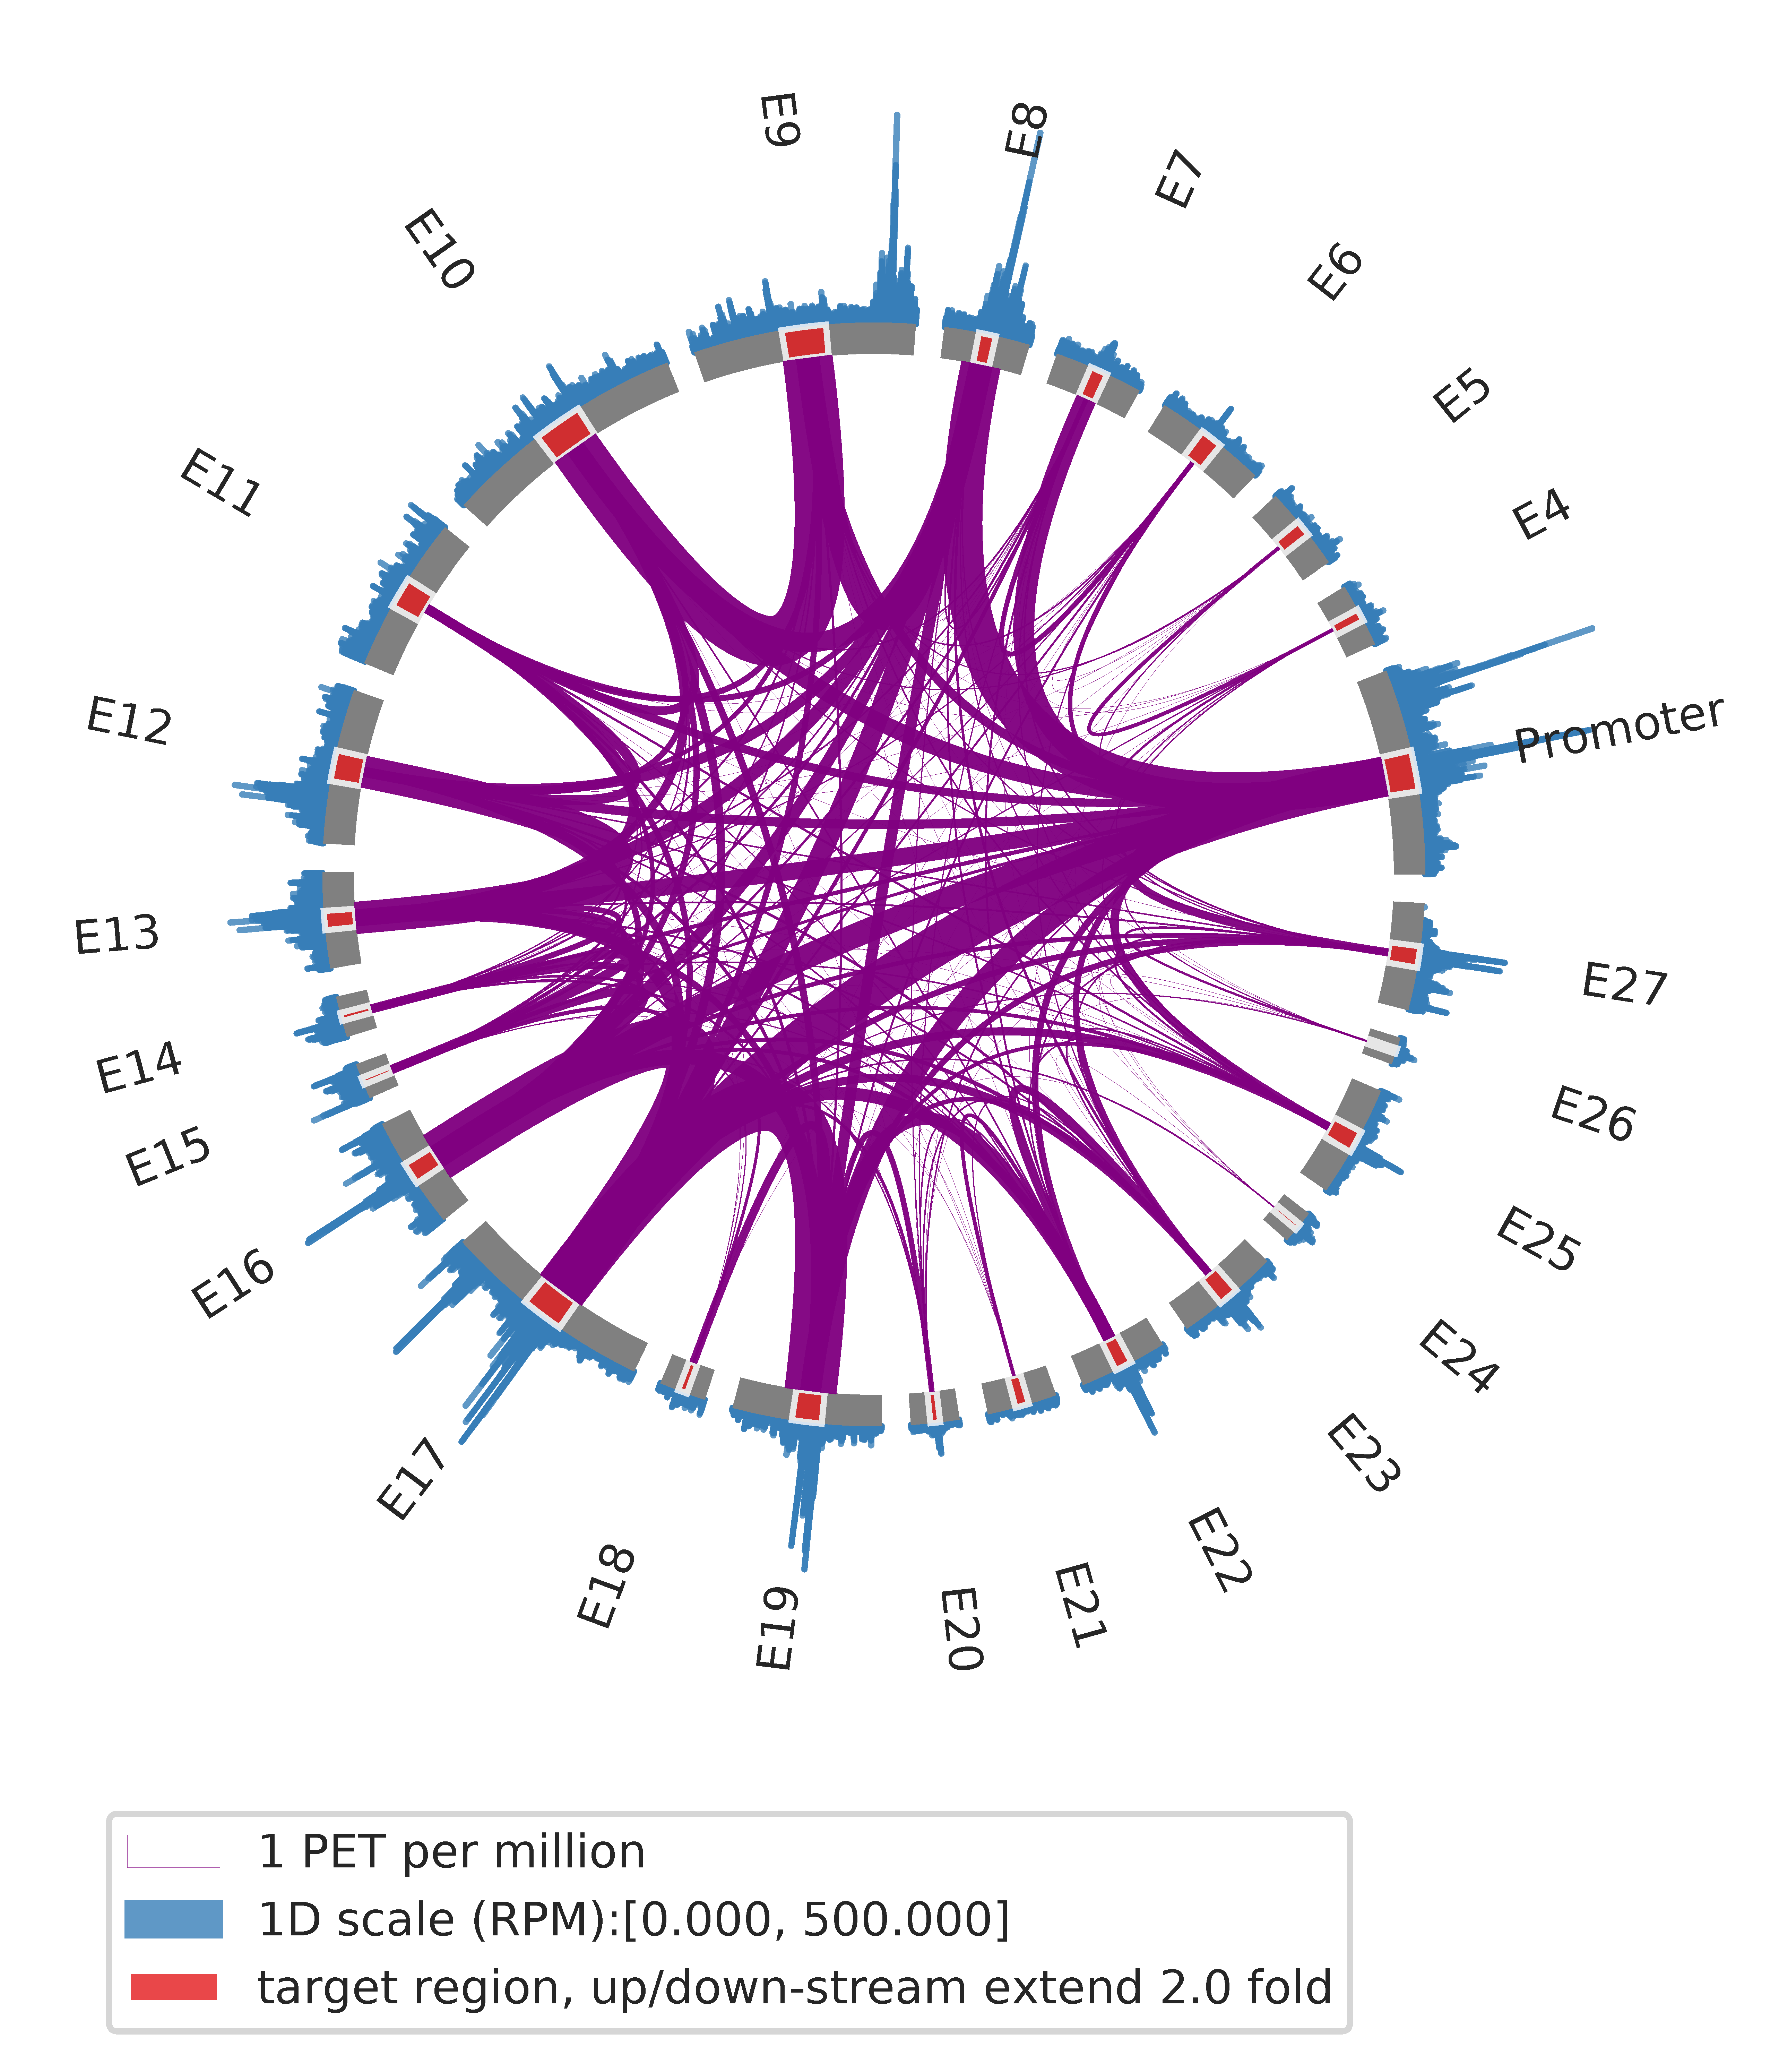 E9
E8
E7
E6
E5
E4
Promoter
E10
E11
E12
E13
E14
E15
E16
E17
E18
E19
E20
E21
E22
E23
E24
E25
E26
E27
1 PET per million
1D scale (RPM):[0.000, 500.000]
target region, up/down-stream extend 2.0 fold